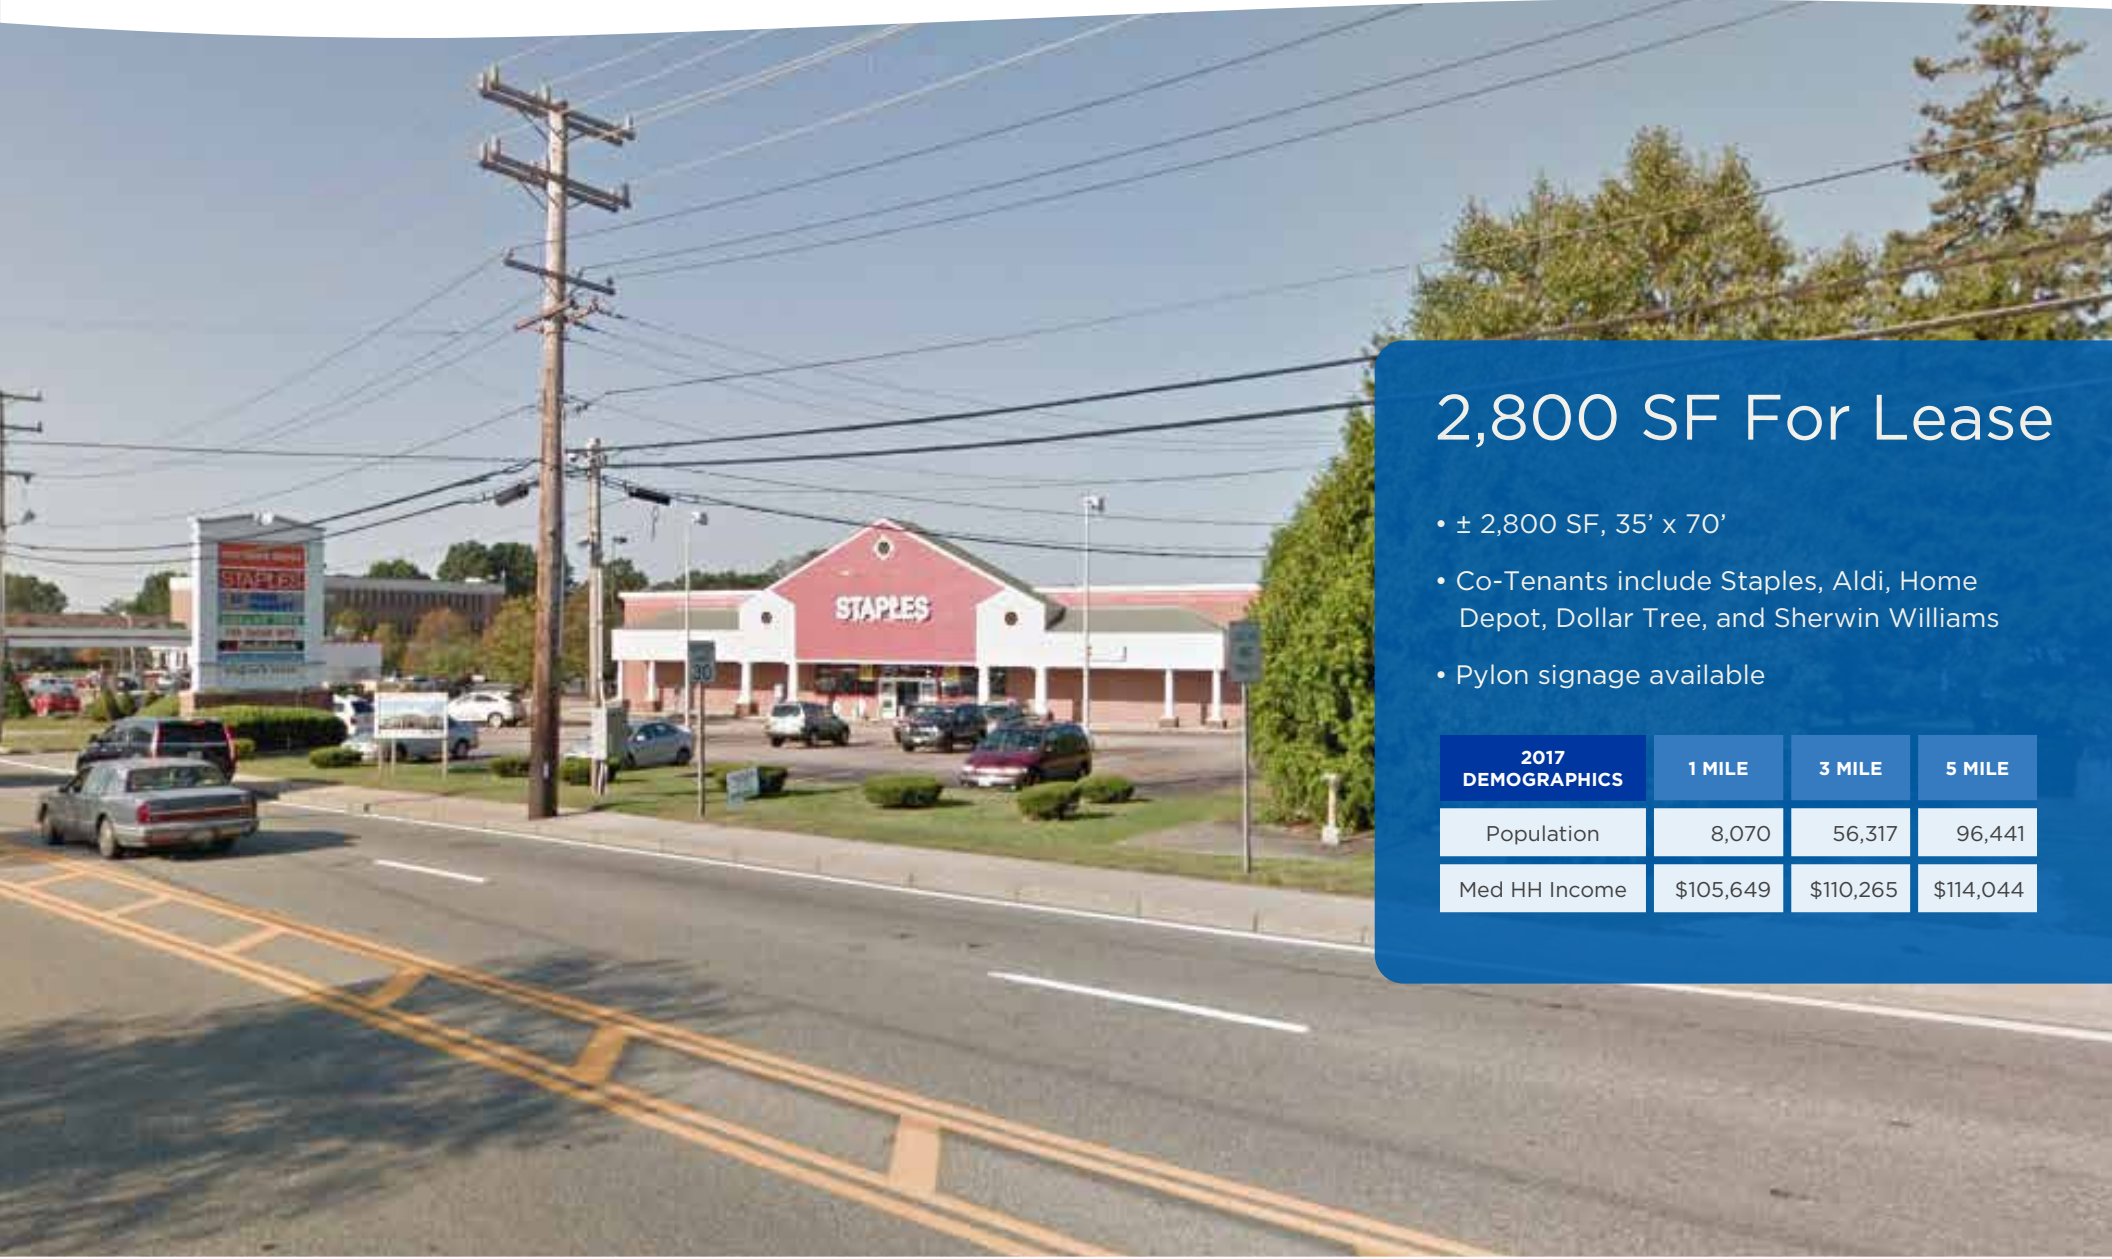 STAPLES
STAPLES
30
2,800 SF For Lease
• ± 2,800 SF, 35’ x 70’
• Co-Tenants include Staples, Aldi, Home
Depot, Dollar Tree, and Sherwin Williams
• Pylon signage available
2017
DEMOGRAPHICS
1 MILE 3 MILE 5 MILE
Population 8,070 56,317 96,441
Med HH Income $105,649 $110,265 $114,044